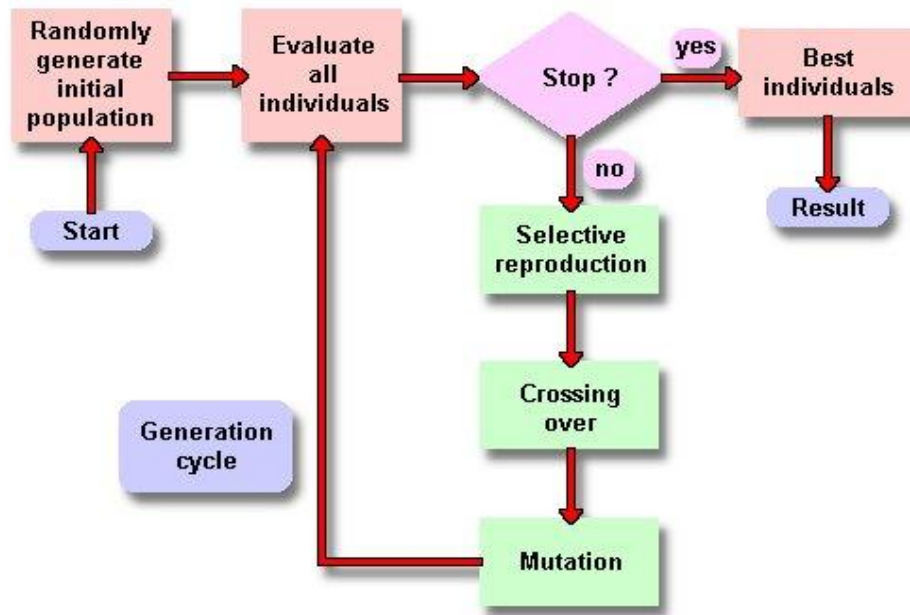 Randomly
generate
initial
population
Evaluate
all
individuals
Stop ?
yes
Best
individuals
no
Start
Result
Selective
reproduction
Crossing
over
Generation
cycle
Mutation